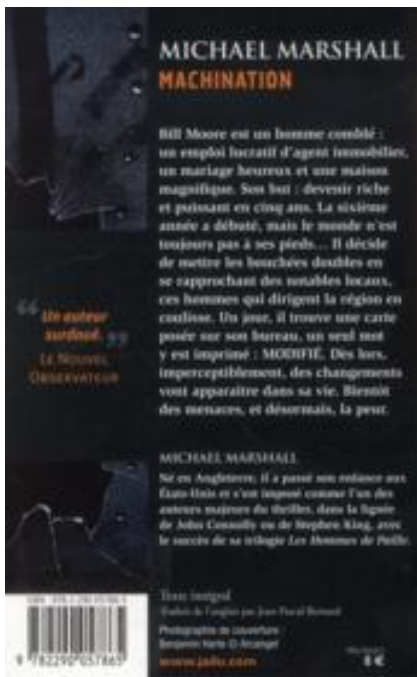 MICHAEL MARSHALL
MACHINATION
Bill Moore est un homme comblé :
un emploi lucratif d'agent immobilier,
un mariage heureux et une maison
magnifique. Son but : devenir riche
et puissant en cinq ans. La sixième
année a débuté, mais le monde n'est
toujours pas à ses pieds... Il décide
de mettre les bouchées doubles en
se rapprochant des notables locaux,
ces hommes qui dirigent la région en
coulisse. Un jour, il trouve une carte
posée sur son bureau, un seul mot
y est imprimé : MODIFIÉ. Dès lors,
imperceptiblement, des changements
vont apparaître dans sa vie. Bientôt
des menaces, et désormais, la peur.
“ Un auteur
surdoué. ”
LE NOUVEL
OBSERVATEUR
MICHAEL MARSHALL
Né en Angleterre, il a passé son enfance aux
États-Unis et s'est imposé comme l'un des
auteurs majeurs du thriller, dans la lignée
de John Connolly ou de Stephen King, avec le
succès de sa trilogie Les Hommes de Paille.
Texte intégral
Traduit de l'anglais par Jean-Pascal Bernard
Photographie de couverture
Benjamin Harte © Arcangel
www.jailu.com
8 €
9 782290 057865